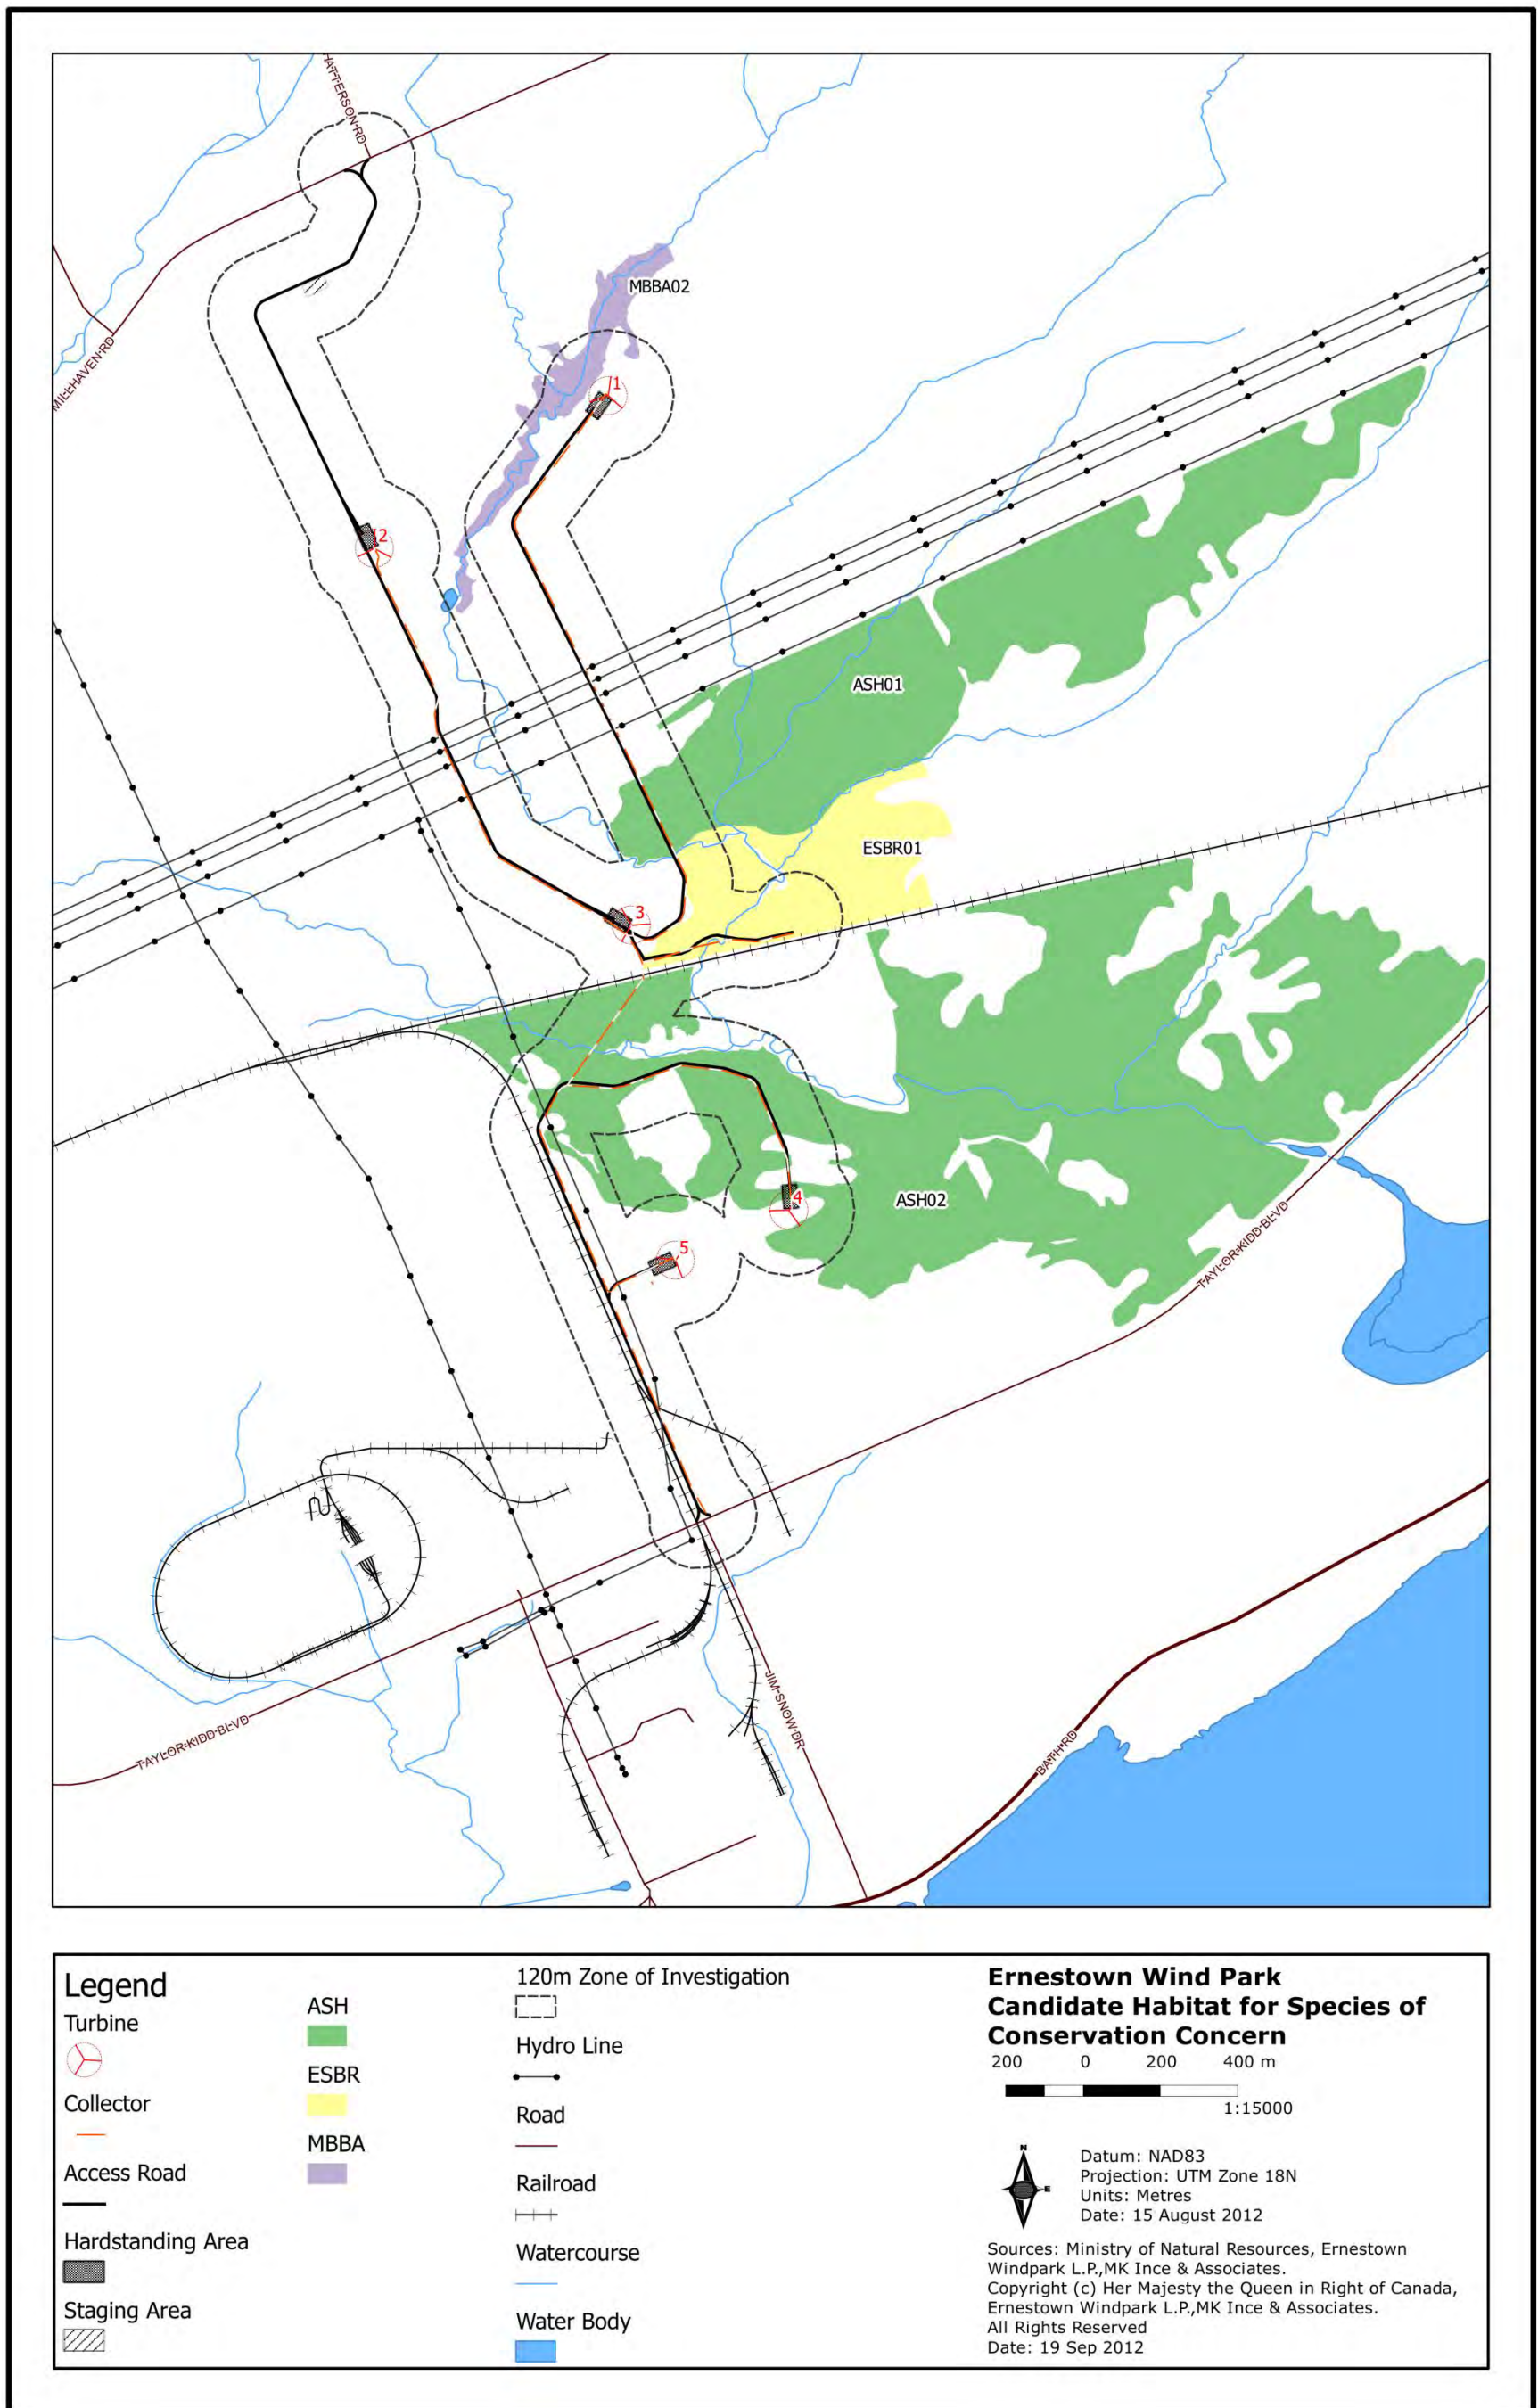 HATTERSON-RD
MBBA02
MILLHAVEN-RD
1
2
ASH01
ESBR01
3
ASH02
4
TAYLOR-KIDD-BLVD
5
JIM-SNOW-DR
TAYLOR-KIDD-BLVD
BATH-RD
Legend
Turbine
Collector
Access Road
Hardstanding Area
Staging Area
ASH
ESBR
MBBA
120m Zone of Investigation
Hydro Line
Road
Railroad
Watercourse
Water Body
Ernestown Wind Park
Candidate Habitat for Species of
Conservation Concern
200 0 200 400 m
1:15000
N
E
Datum: NAD83
Projection: UTM Zone 18N
Units: Metres
Date: 15 August 2012
Sources: Ministry of Natural Resources, Ernestown
Windpark L.P.,MK Ince & Associates.
Copyright (c) Her Majesty the Queen in Right of Canada,
Ernestown Windpark L.P.,MK Ince & Associates.
All Rights Reserved
Date: 19 Sep 2012